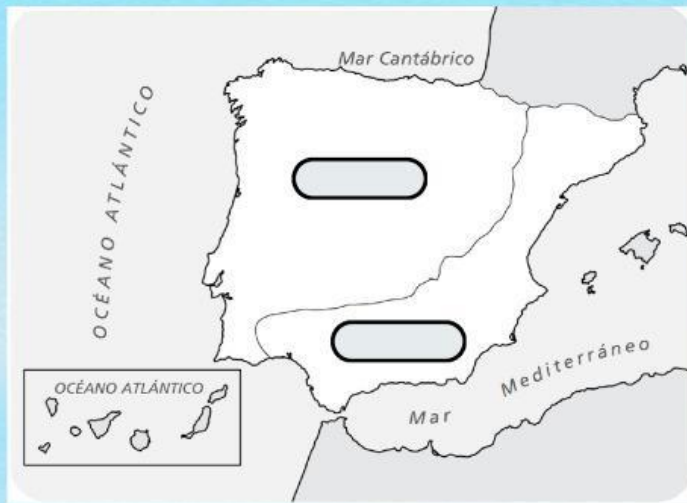 Mar Cantábrico
OCÉANO ATLÁNTICO
Mar Mediterráneo
OCÉANO ATLÁNTICO